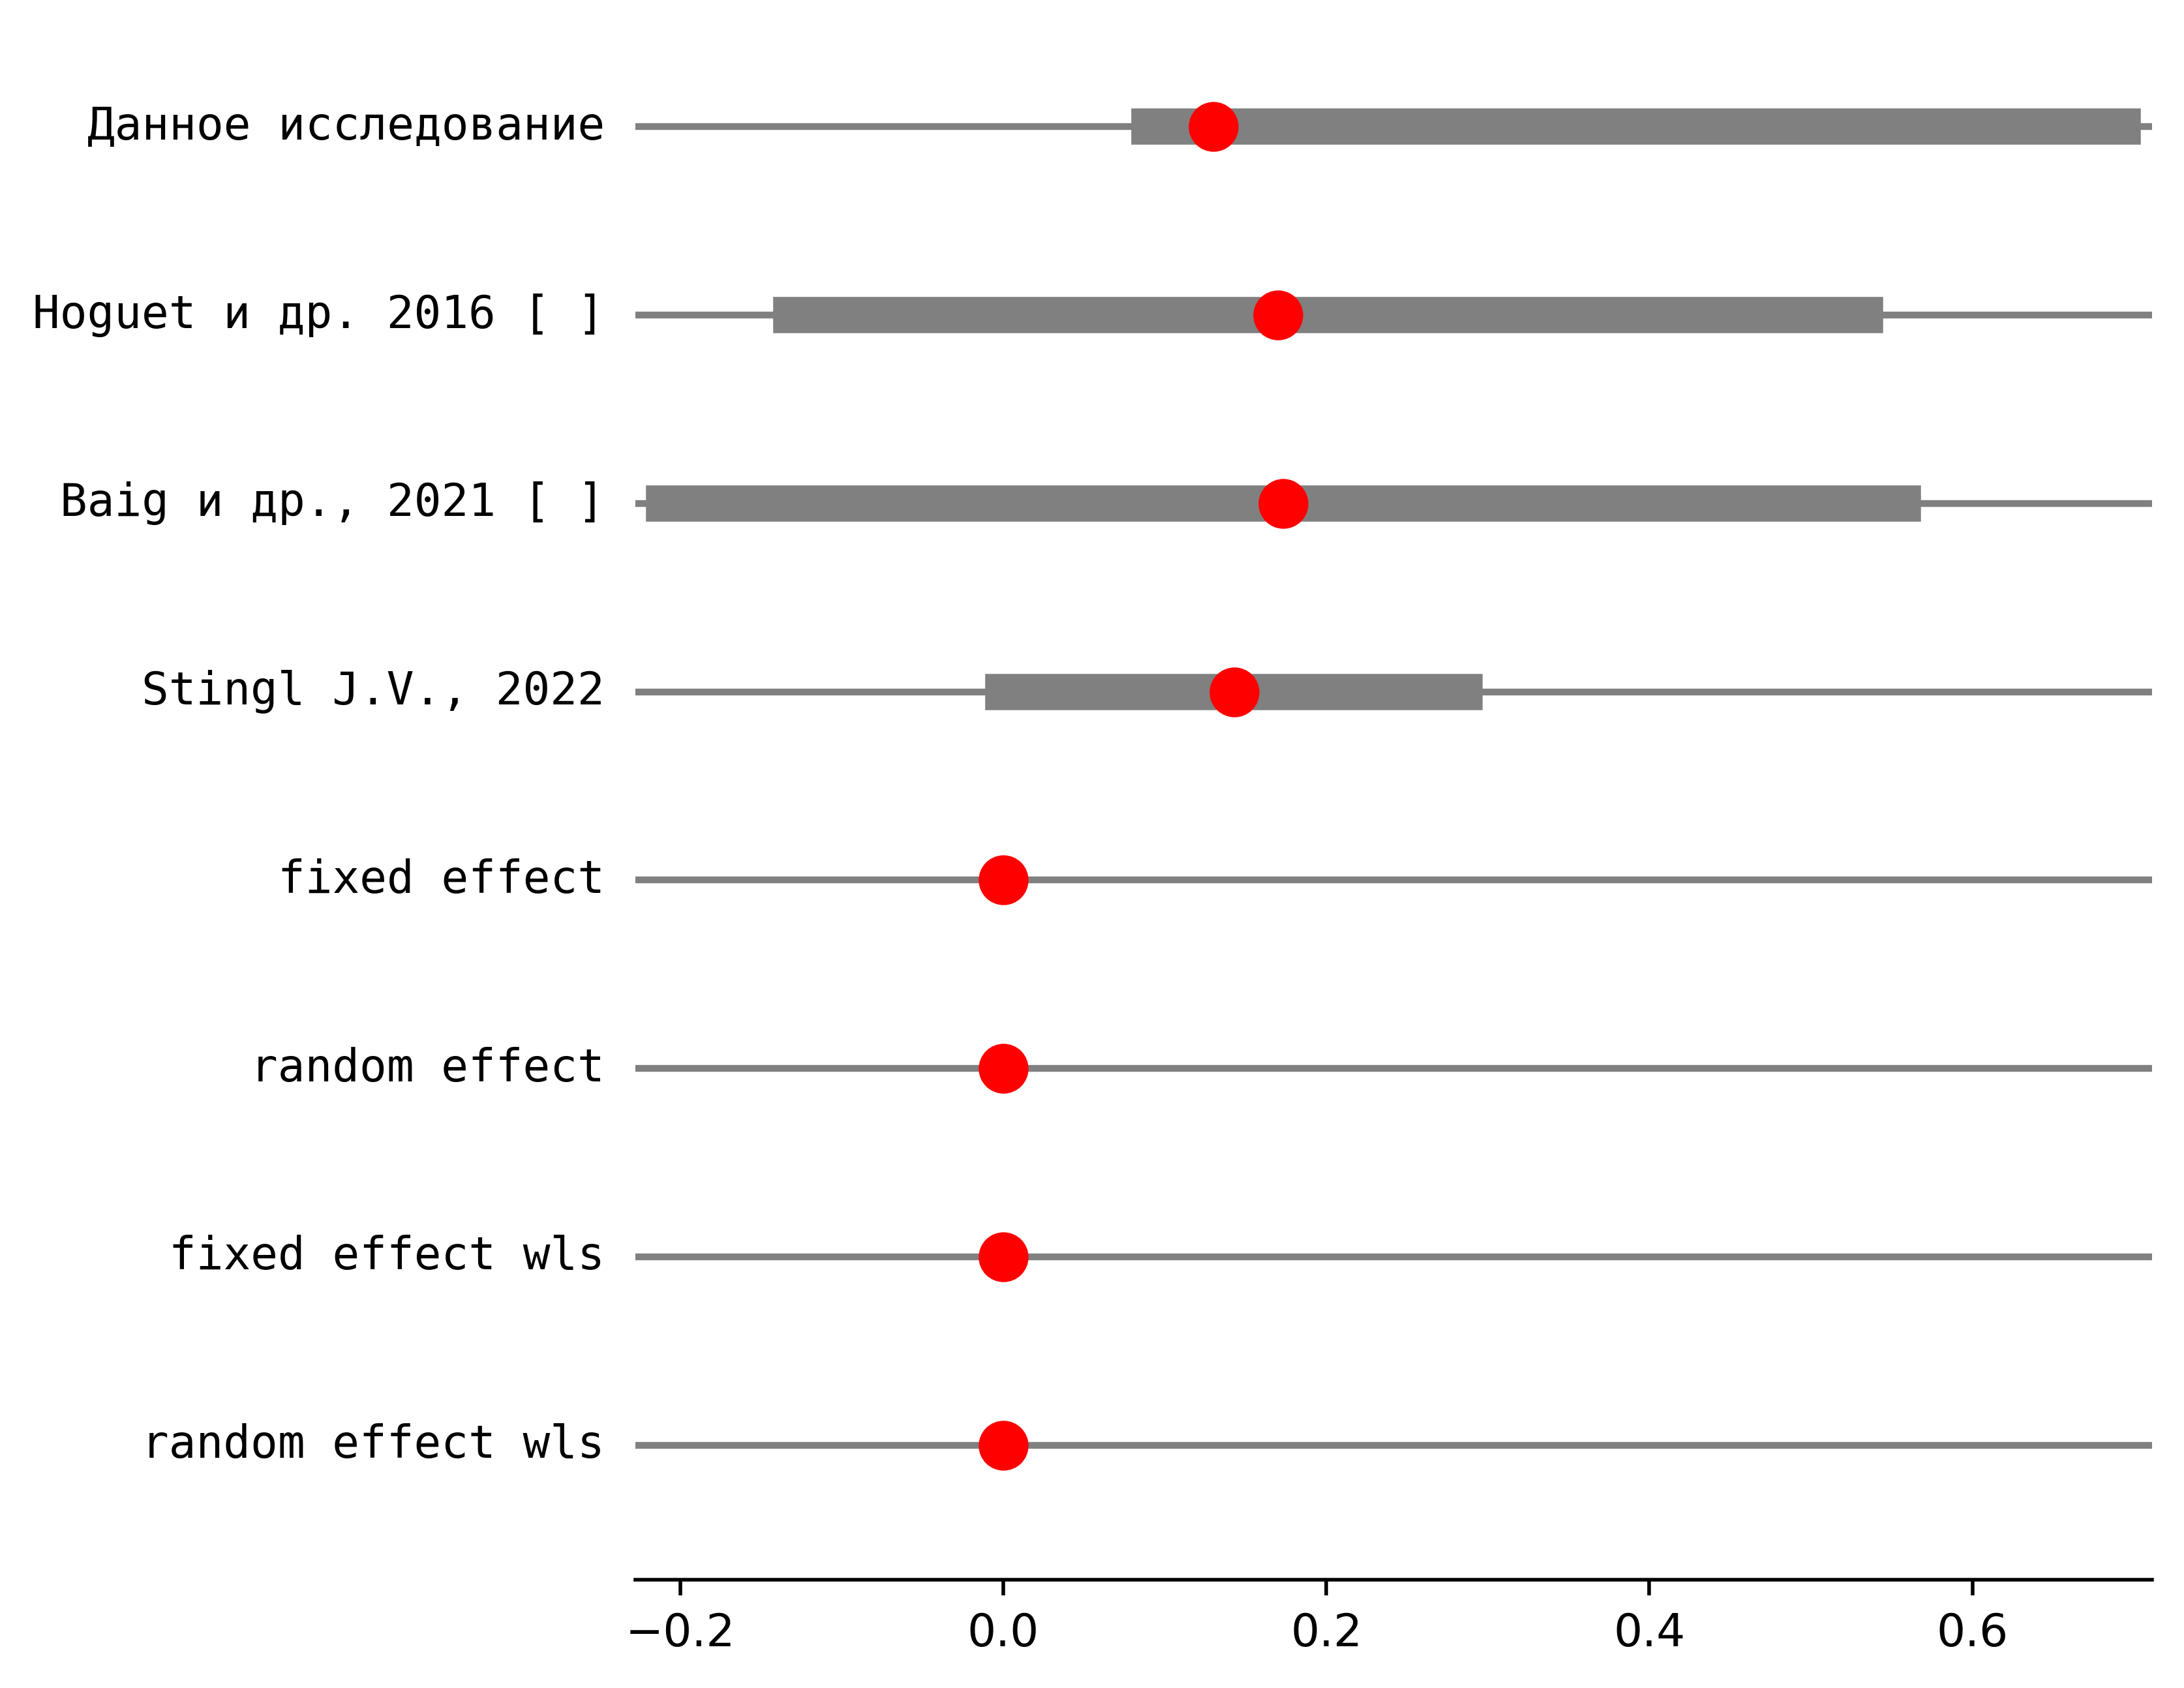 Данное исследование
Hoguet и др. 2016 [ ]
Baig и др., 2021 [ ]
Stingl J.V., 2022
fixed effect
random effect
fixed effect wls
random effect wls
−0.2 0.0 0.2 0.4 0.6